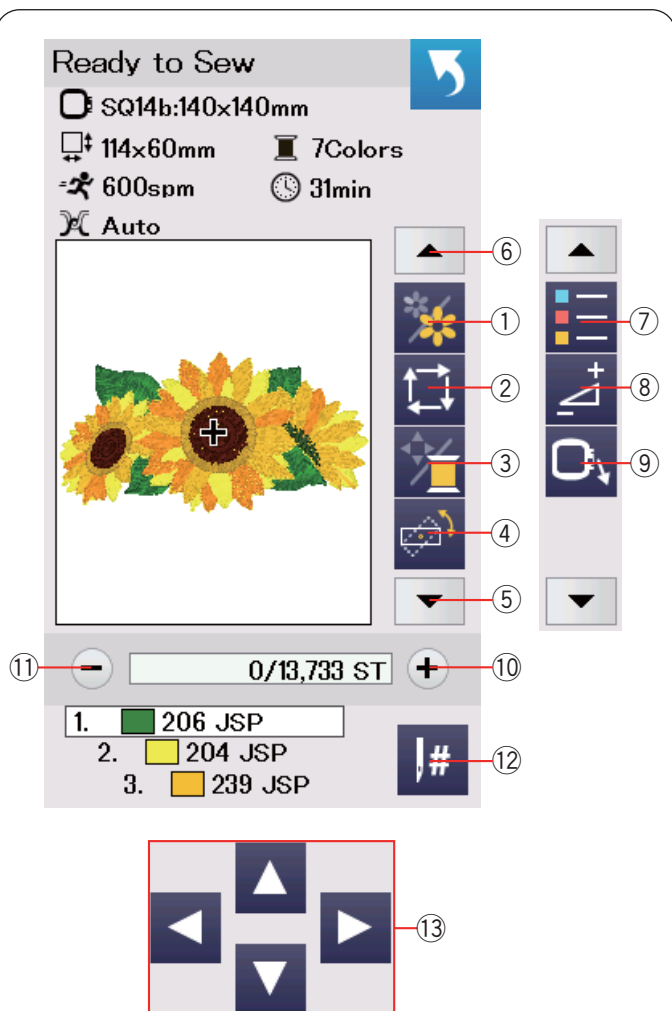 Ready to Sew
SQ14b:140x140mm
114x60mm 7Colors
600spm 31min
Auto
⑥
① ⑦
② ⑧
③ ⑨
④
⑤
⑪ − 0/13,733 ST + ⑩
1. 206 JSP
2. 204 JSP
# ⑫
3. 239 JSP
⑬